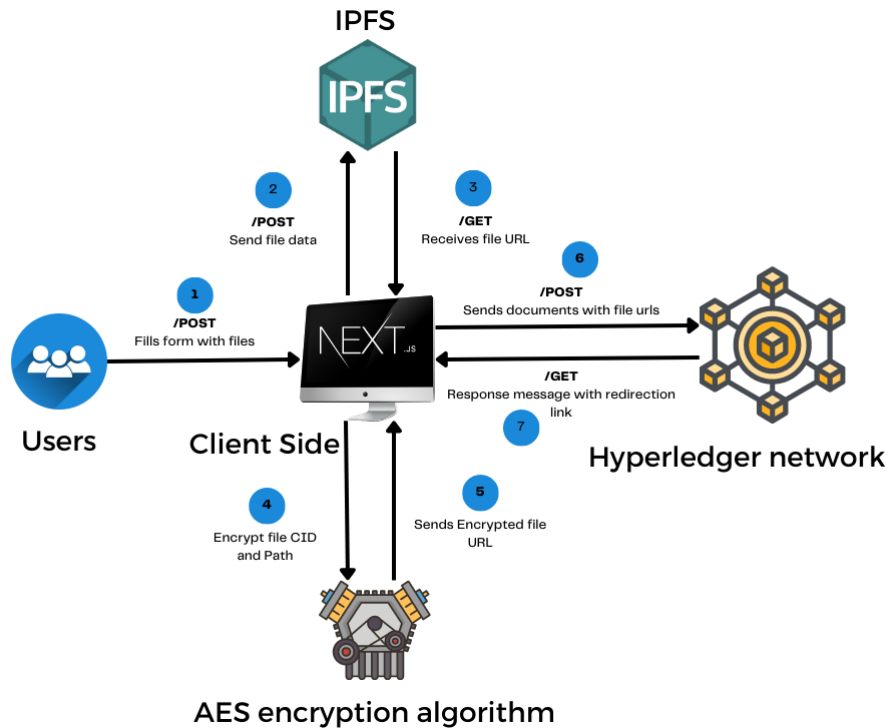 IPFS
IPFS
2
/POST
Send file data
3
/GET
Receives file URL
6
/POST
Sends documents with file urls
1
/POST
Fills form with files
NEXT.JS
/GET
Response message with redirection
link
7
Users
Client Side
Hyperledger network
4
Encrypt file CID
and Path
5
Sends Encrypted file
URL
AES encryption algorithm